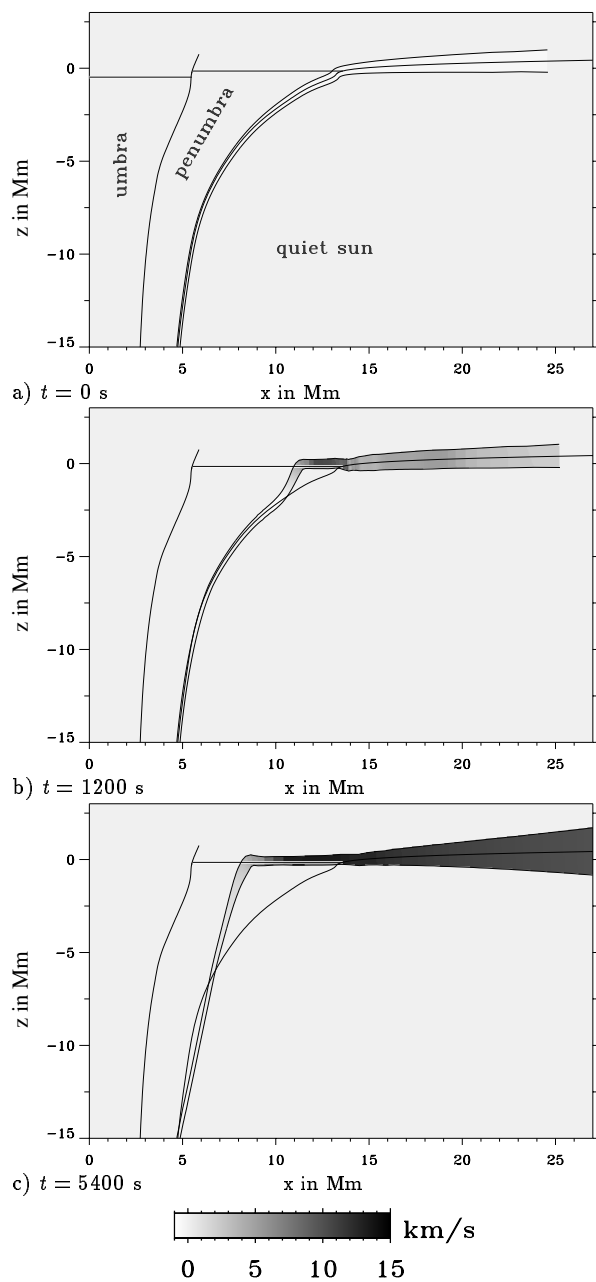 0
−5
−10
−15
z in Mm
umbra
penumbra
quiet sun
0 5 10 15 20 25
a) t = 0 s x in Mm
0
−5
−10
−15
z in Mm
0 5 10 15 20 25
b) t = 1200 s x in Mm
0
−5
−10
−15
z in Mm
0 5 10 15 20 25
c) t = 5400 s x in Mm
km/s
0 5 10 15